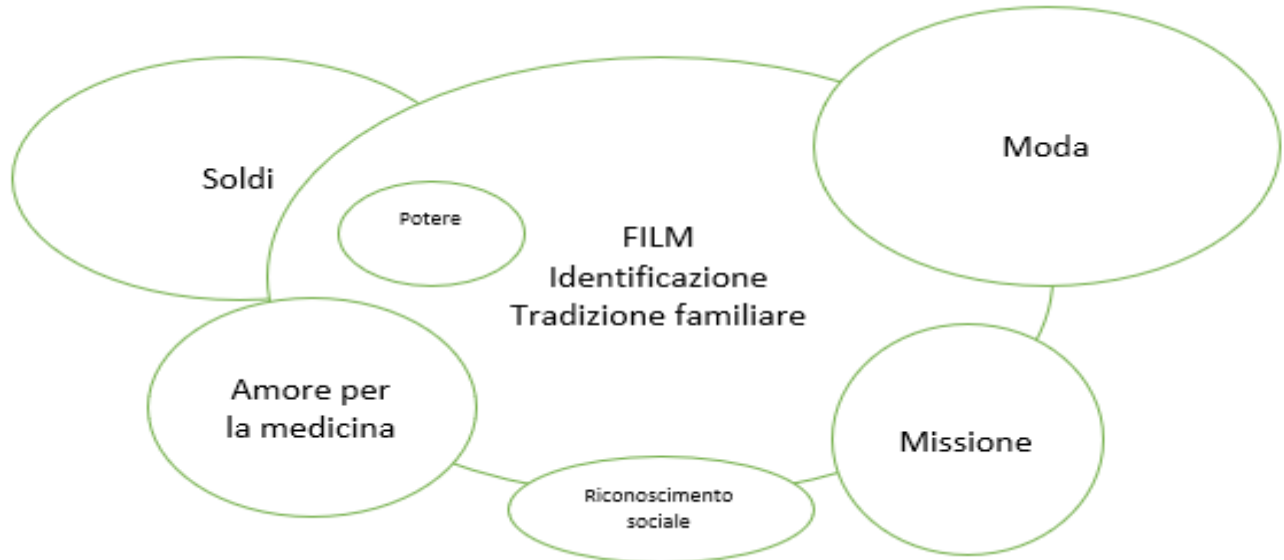 Soldi
Moda
Potere
FILM
Identificazione
Tradizione familiare
Amore per
la medicina
Missione
Riconoscimento
sociale